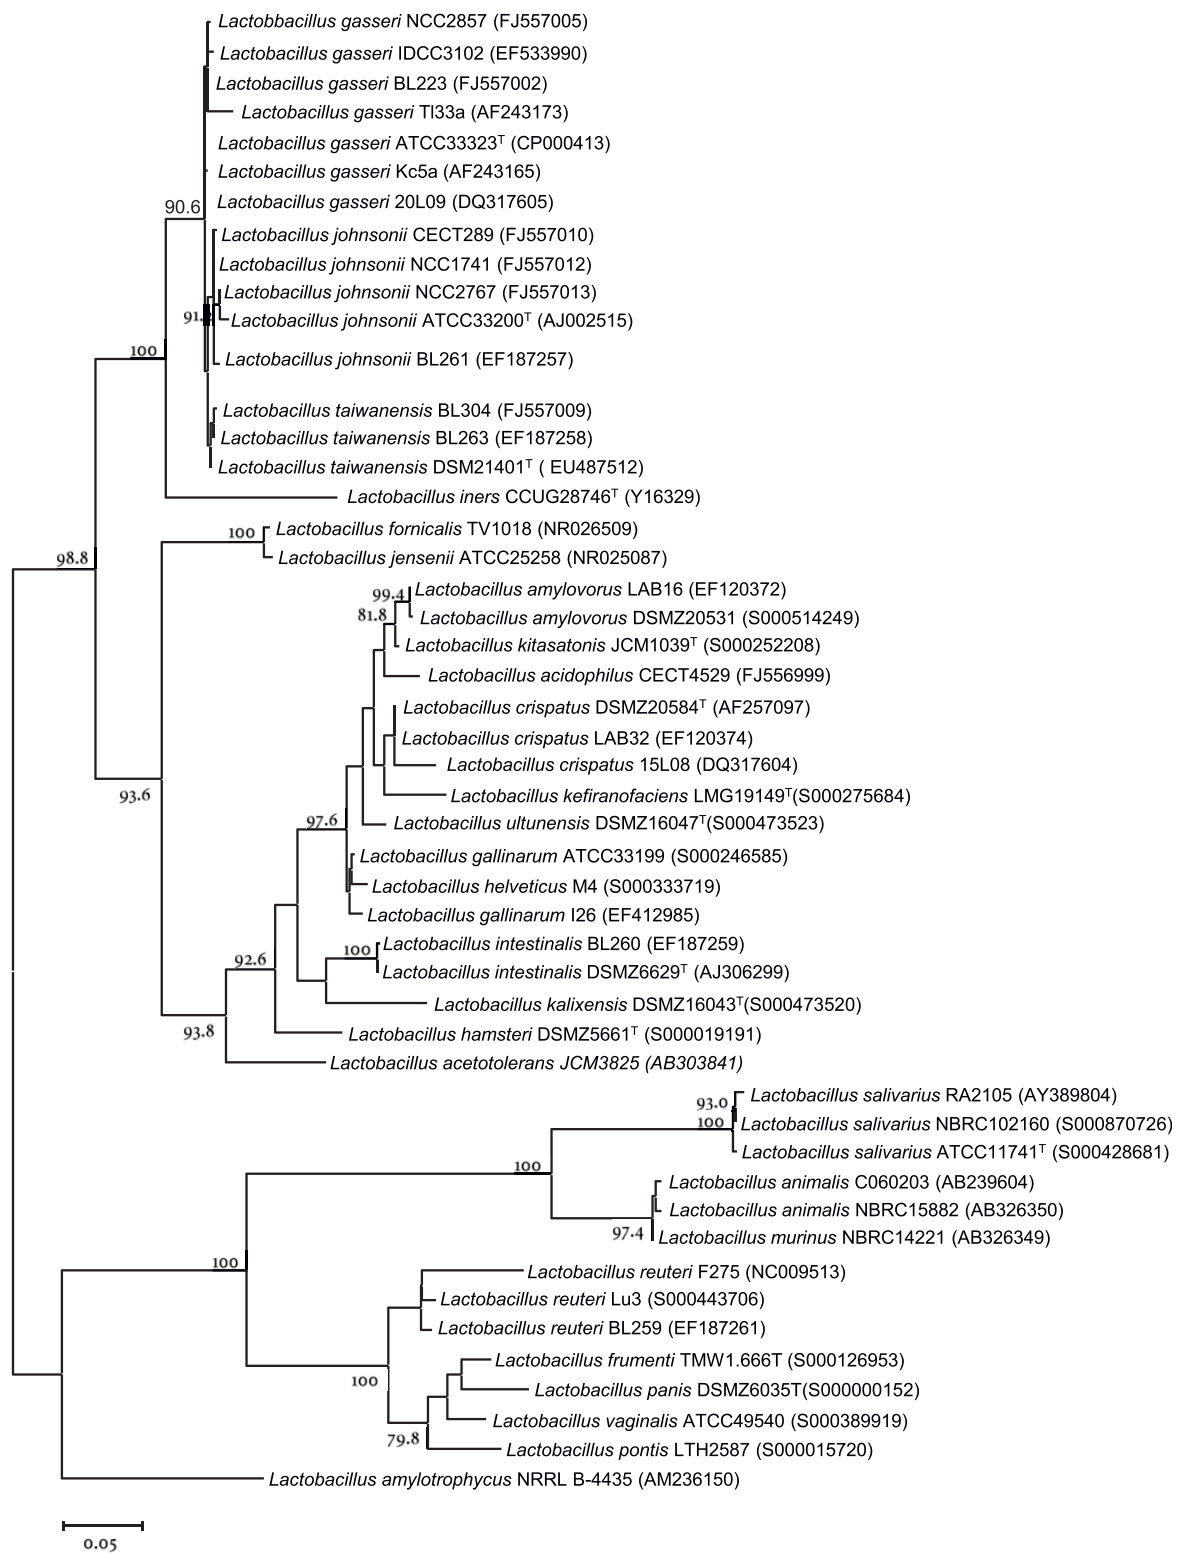 Lactobbacillus gasseri NCC2857 (FJ557005)
Lactobacillus gasseri IDCC3102 (EF533990)
Lactobacillus gasseri BL223 (FJ557002)
Lactobacillus gasseri Tl33a (AF243173)
Lactobacillus gasseri ATCC33323ᵀ (CP000413)
Lactobacillus gasseri Kc5a (AF243165)
Lactobacillus gasseri 20L09 (DQ317605)
90.6
Lactobacillus johnsonii CECT289 (FJ557010)
Lactobacillus johnsonii NCC1741 (FJ557012)
Lactobacillus johnsonii NCC2767 (FJ557013)
91.
Lactobacillus johnsonii ATCC33200ᵀ (AJ002515)
100
Lactobacillus johnsonii BL261 (EF187257)
Lactobacillus taiwanensis BL304 (FJ557009)
Lactobacillus taiwanensis BL263 (EF187258)
Lactobacillus taiwanensis DSM21401ᵀ ( EU487512)
Lactobacillus iners CCUG28746ᵀ (Y16329)
100
Lactobacillus fornicalis TV1018 (NR026509)
98.8
Lactobacillus jensenii ATCC25258 (NR025087)
99.4
Lactobacillus amylovorus LAB16 (EF120372)
81.8
Lactobacillus amylovorus DSMZ20531 (S000514249)
Lactobacillus kitasatonis JCM1039ᵀ (S000252208)
Lactobacillus acidophilus CECT4529 (FJ556999)
Lactobacillus crispatus DSMZ20584ᵀ (AF257097)
Lactobacillus crispatus LAB32 (EF120374)
Lactobacillus crispatus 15L08 (DQ317604)
93.6
Lactobacillus kefiranofaciens LMG19149ᵀ(S000275684)
97.6
Lactobacillus ultunensis DSMZ16047ᵀ(S000473523)
Lactobacillus gallinarum ATCC33199 (S000246585)
Lactobacillus helveticus M4 (S000333719)
Lactobacillus gallinarum I26 (EF412985)
100
Lactobacillus intestinalis BL260 (EF187259)
92.6
Lactobacillus intestinalis DSMZ6629ᵀ (AJ306299)
Lactobacillus kalixensis DSMZ16043ᵀ(S000473520)
93.8
Lactobacillus hamsteri DSMZ5661ᵀ (S000019191)
Lactobacillus acetotolerans JCM3825 (AB303841)
93.0
Lactobacillus salivarius RA2105 (AY389804)
100
Lactobacillus salivarius NBRC102160 (S000870726)
Lactobacillus salivarius ATCC11741ᵀ (S000428681)
100
Lactobacillus animalis C060203 (AB239604)
Lactobacillus animalis NBRC15882 (AB326350)
97.4
Lactobacillus murinus NBRC14221 (AB326349)
100
Lactobacillus reuteri F275 (NC009513)
Lactobacillus reuteri Lu3 (S000443706)
Lactobacillus reuteri BL259 (EF187261)
Lactobacillus frumenti TMW1.666T (S000126953)
100
Lactobacillus panis DSMZ6035T(S000000152)
Lactobacillus vaginalis ATCC49540 (S000389919)
79.8
Lactobacillus pontis LTH2587 (S000015720)
Lactobacillus amylotrophycus NRRL B-4435 (AM236150)
0.05